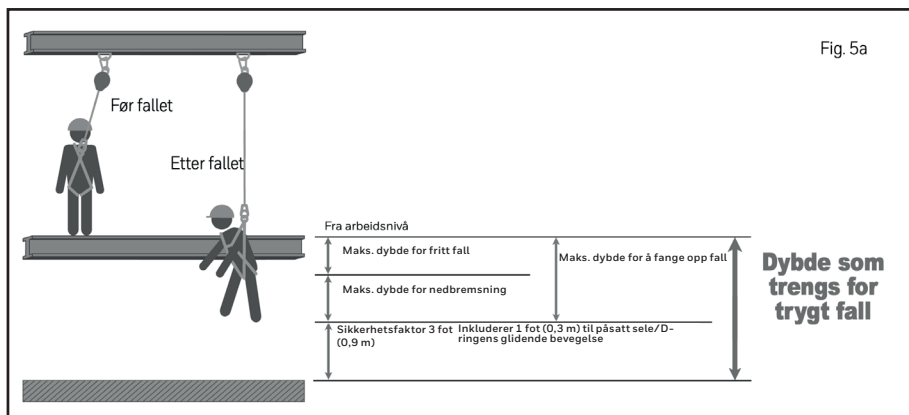 Fig. 5a
Før fallet
Etter fallet
Fra arbeidsnivå
Maks. dybde for fritt fall
Maks. dybde for å fange opp fall
Maks. dybde for nedbremsning
Sikkerhetsfaktor 3 fot
(0,9 m)
Inkluderer 1 fot (0,3 m) til påsatt sele/D-
ringens glidende bevegelse
Dybde som
trengs for
trygt fall